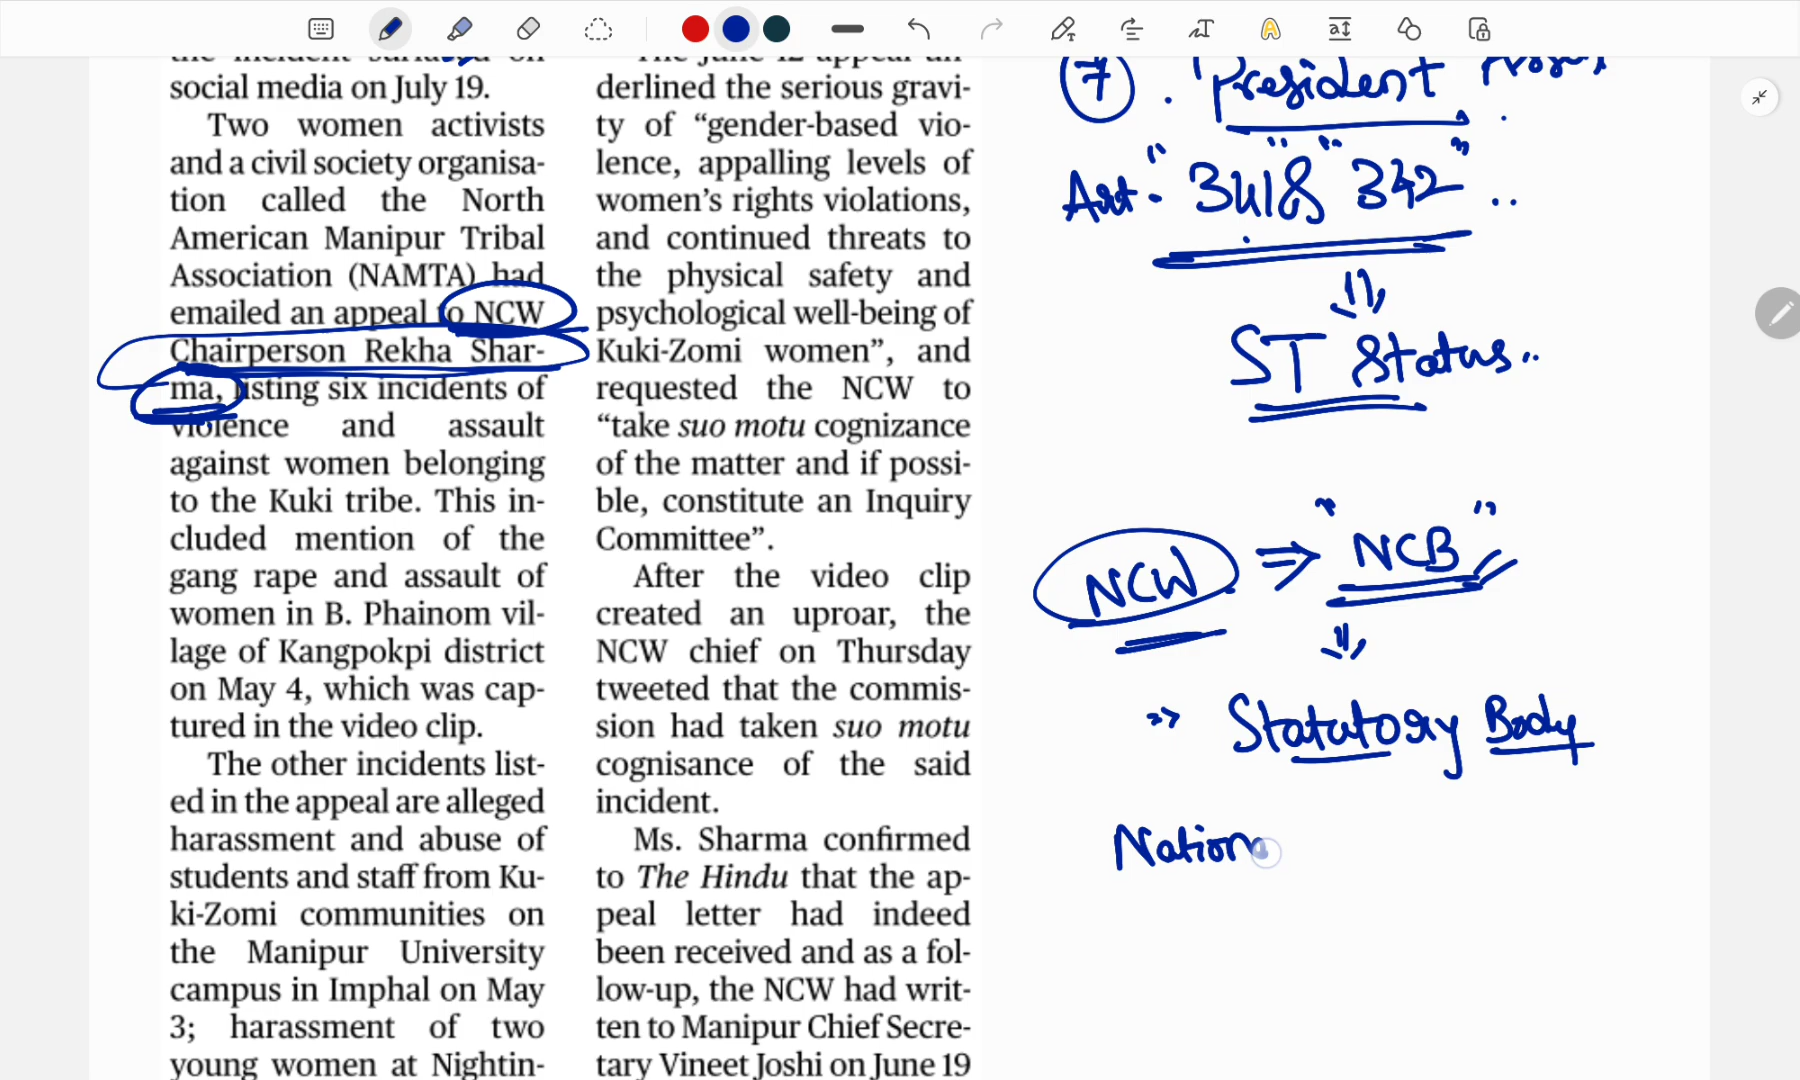 the incident surfaced on
social media on July 19.
Two women activists
and a civil society organisa-
tion called the North
American Manipur Tribal
Association (NAMTA) had
emailed an appeal to NCW
Chairperson Rekha Shar-
ma, listing six incidents of
violence and assault
against women belonging
to the Kuki tribe. This in-
cluded mention of the
gang rape and assault of
women in B. Phainom vil-
lage of Kangpokpi district
on May 4, which was cap-
tured in the video clip.
The other incidents list-
ed in the appeal are alleged
harassment and abuse of
students and staff from Ku-
ki-Zomi communities on
the Manipur University
campus in Imphal on May
3; harassment of two
young women at Nightin-
The June 12 appeal un-
derlined the serious gravi-
ty of “gender-based vio-
lence, appalling levels of
women’s rights violations,
and continued threats to
the physical safety and
psychological well-being of
Kuki-Zomi women”, and
requested the NCW to
“take suo motu cognizance
of the matter and if possi-
ble, constitute an Inquiry
Committee”.
After the video clip
created an uproar, the
NCW chief on Thursday
tweeted that the commis-
sion had taken suo motu
cognisance of the said
incident.
Ms. Sharma confirmed
to The Hindu that the ap-
peal letter had indeed
been received and as a fol-
low-up, the NCW had writ-
ten to Manipur Chief Secre-
tary Vineet Joshi on June 19
7 . President
Art. "341" & "342" ..
ST Status..
NCW ⇒ "NCB"
⇒ Statutory Body
Nation